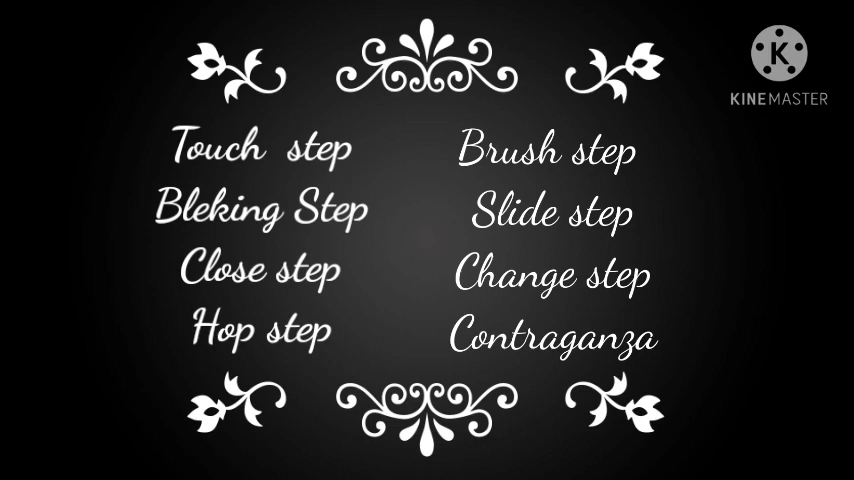 KINEMASTER
Touch step
Bleking Step
Close step
Hop step
Brush step
Slide step
Change step
Contraganza